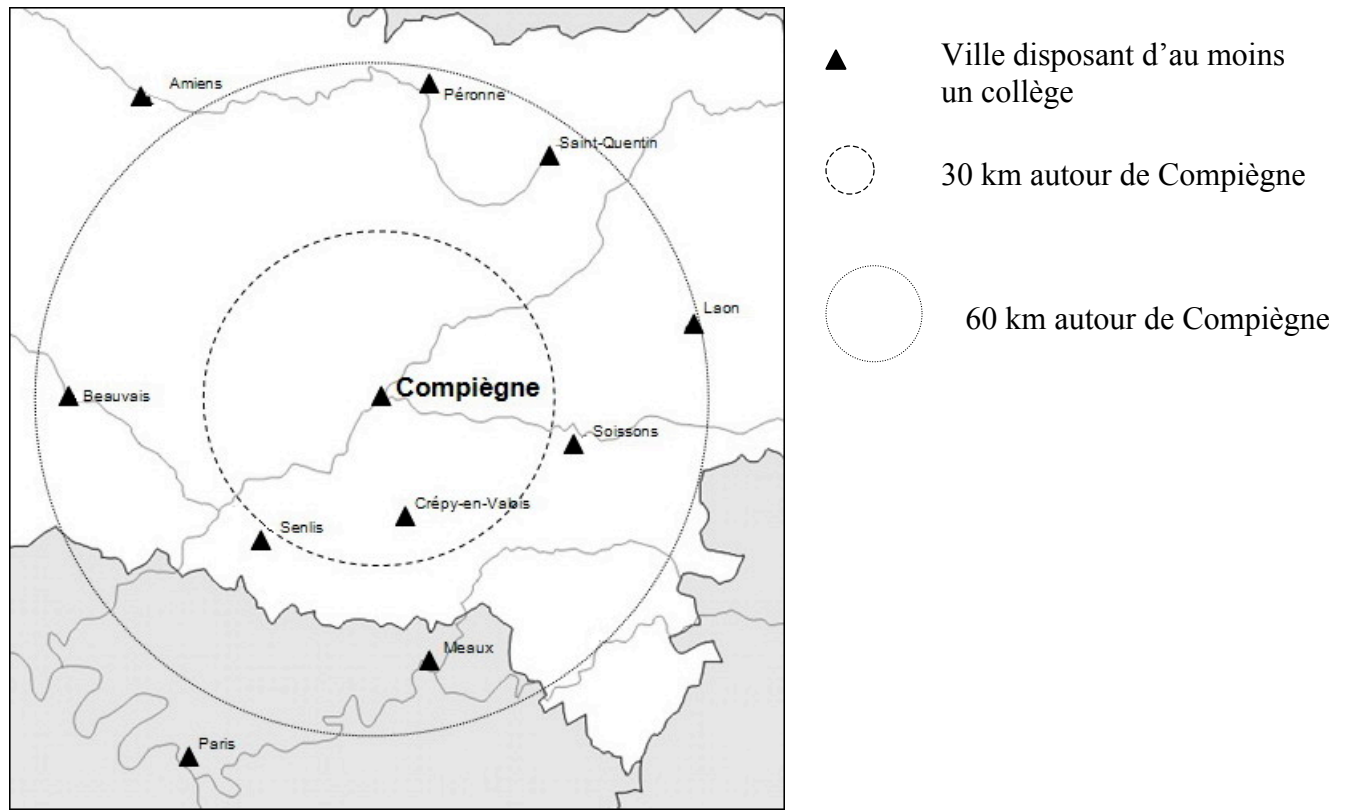 Amiens
Péronne
Saint-Quentin
Laon
Beauvais
Compiègne
Soissons
Crépy-en-Valois
Senlis
Meaux
Paris
Ville disposant d’au moins
un collège
30 km autour de Compiègne
60 km autour de Compiègne